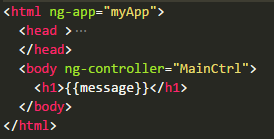 <html ng-app="myApp">
  <head >...
  </head>
  <body ng-controller="MainCtrl">
    <h1>{{message}}</h1>
  </body>
</html>